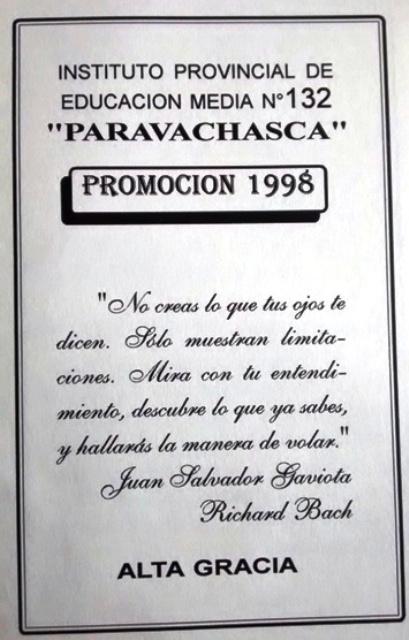 INSTITUTO PROVINCIAL DE
EDUCACION MEDIA N°132
"PARAVACHASCA"
PROMOCION 1998
"No creas lo que tus ojos te
dicen. Sólo muestran limita-
ciones. Mira con tu entendi-
miento, descubre lo que ya sabes,
y hallarás la manera de volar."
Juan Salvador Gaviota
Richard Bach
ALTA GRACIA